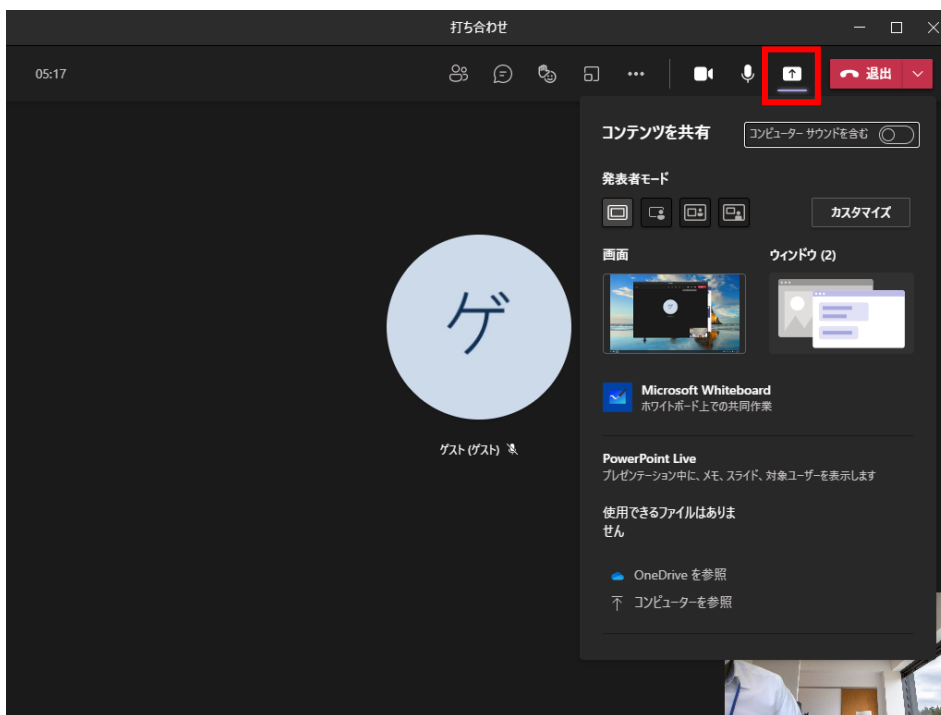 打ち合わせ
05:17
退出
コンテンツを共有
コンピューター サウンドを含む
発表者モード
カスタマイズ
画面
ウィンドウ (2)
ゲ
Microsoft Whiteboard
ホワイトボード上での共同作業
ゲスト (ゲスト)
PowerPoint Live
プレゼンテーション中に、メモ、スライド、対象ユーザーを表示します
使用できるファイルはありま
せん
OneDrive を参照
コンピューターを参照